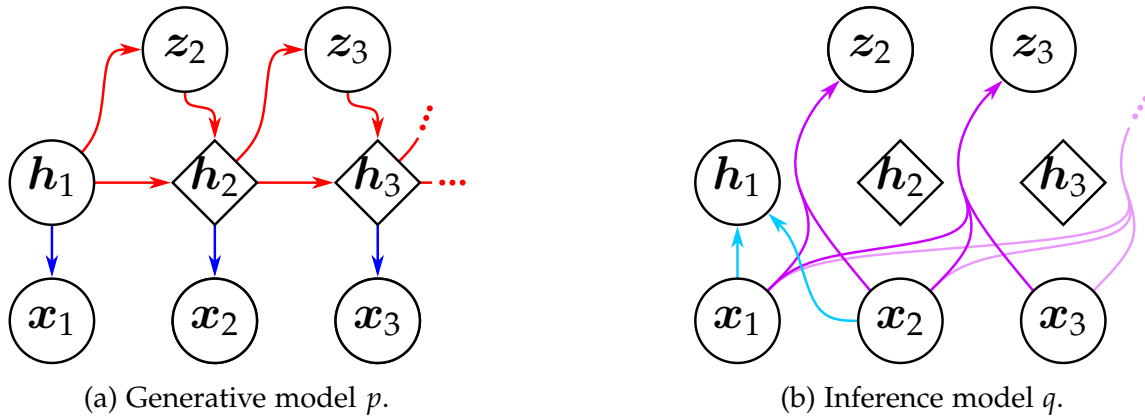 z₂ z₃
h₁ h₂ h₃
x₁ x₂ x₃
(a) Generative model p.
z₂ z₃
h₁ h₂ h₃
x₁ x₂ x₃
(b) Inference model q.